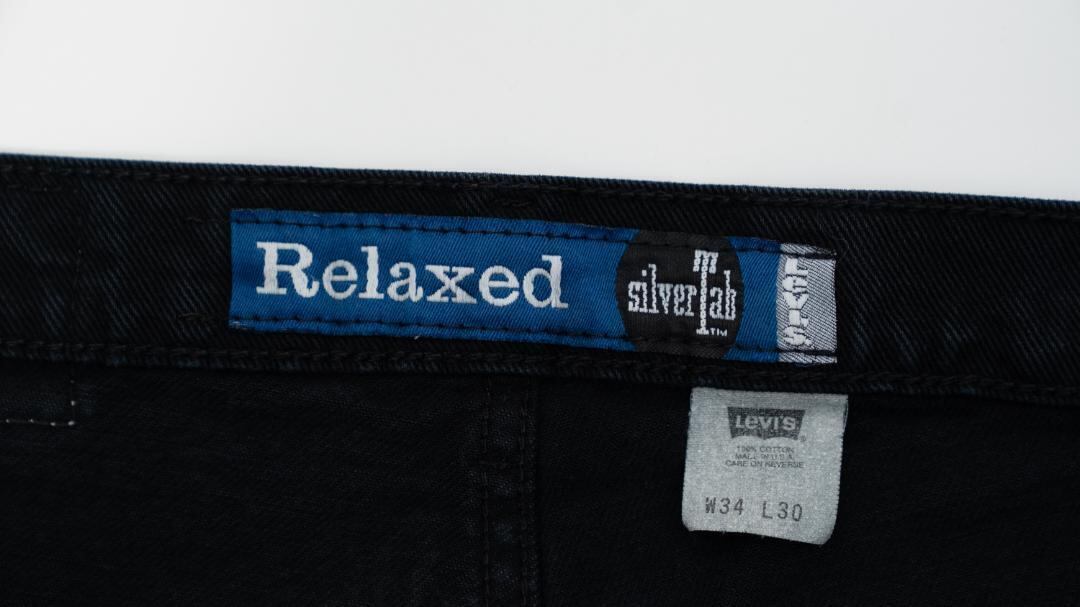 Relaxed
silverTab
TM
LEVI'S
LEVI'S
100% COTTON
MADE IN U.S.A.
CARE ON REVERSE
W34 L30